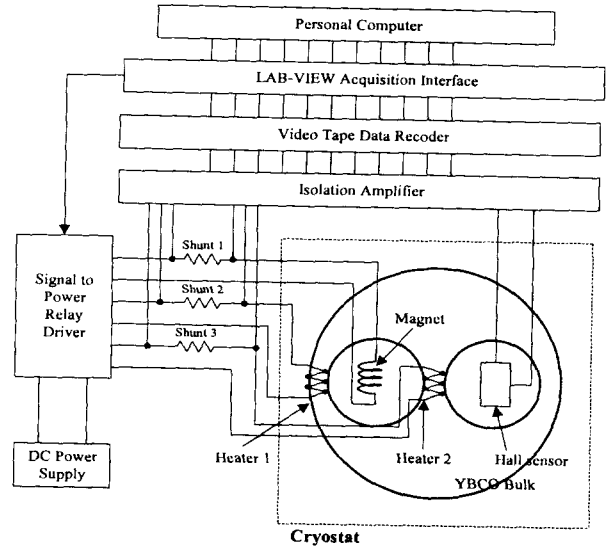 Personal Computer
LAB-VIEW Acquisition Interface
Video Tape Data Recoder
Isolation Amplifier
Shunt 1
Signal to
Power
Relay
Driver
Shunt 2
Shunt 3
Magnet
DC Power
Supply
Heater 1
Heater 2
Hall sensor
YBCO Bulk
Cryostat